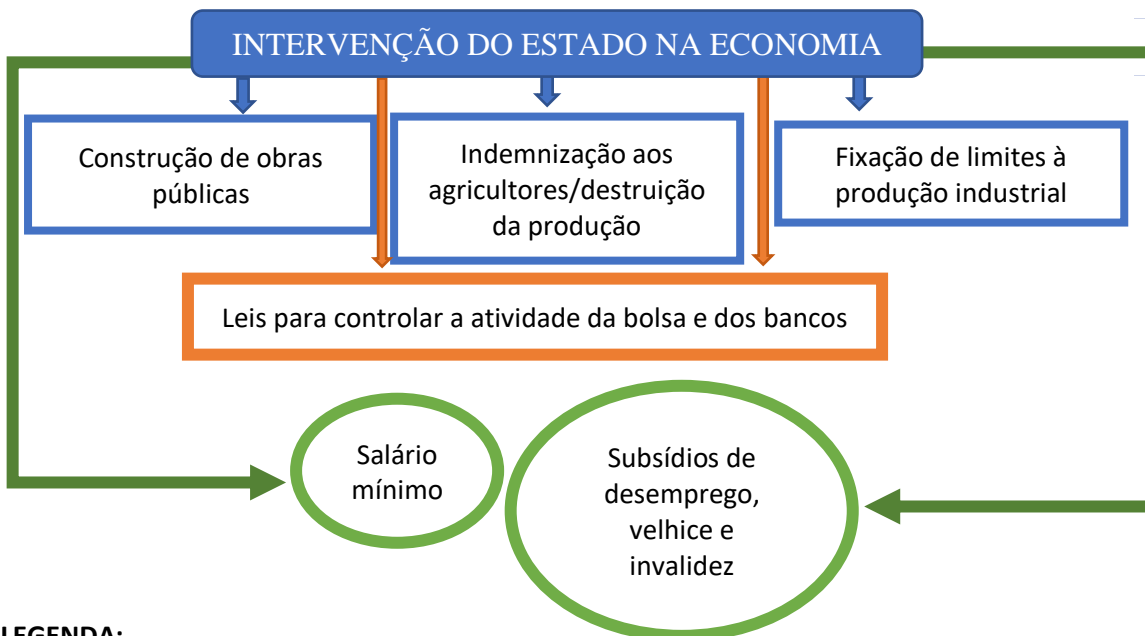 INTERVENÇÃO DO ESTADO NA ECONOMIA
Construção de obras
públicas
Indemnização aos
agricultores/destruição
da produção
Fixação de limites à
produção industrial
Leis para controlar a atividade da bolsa e dos bancos
Salário
mínimo
Subsídios de
desemprego,
velhice e
invalidez
LEGENDA: